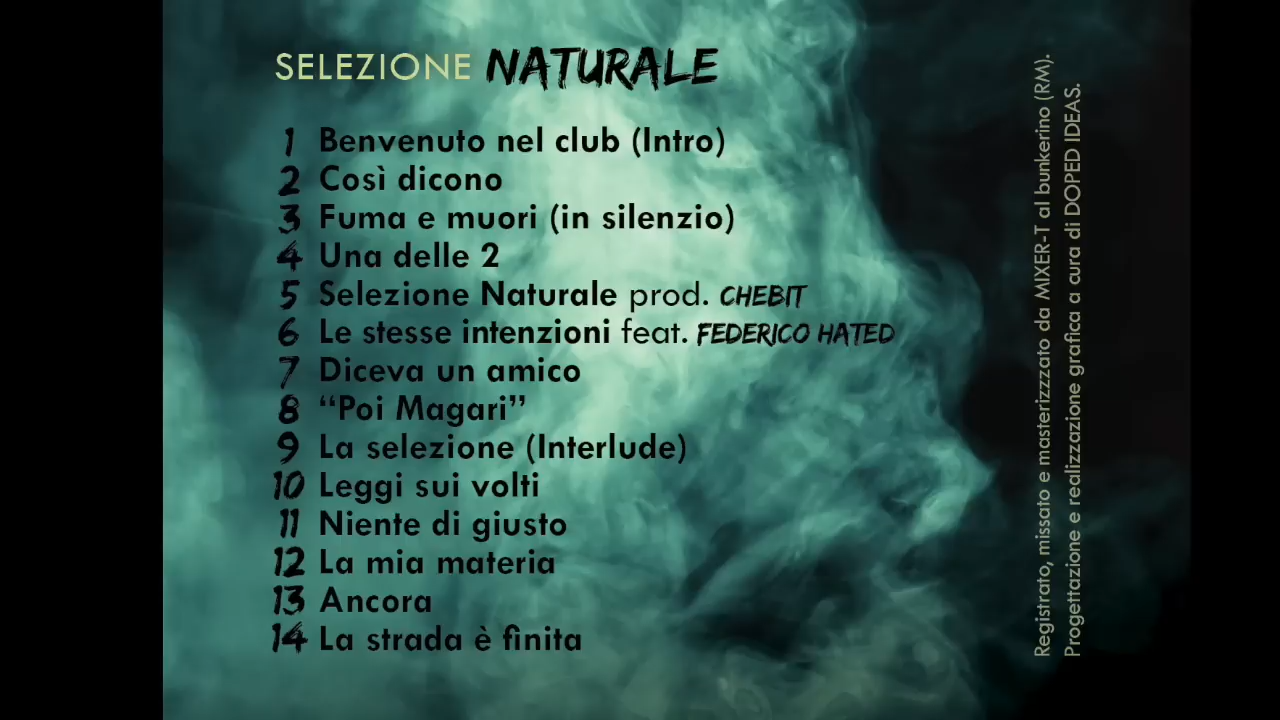 SELEZIONE NATURALE
1 Benvenuto nel club (Intro)
2 Così dicono
3 Fuma e muori (in silenzio)
4 Una delle 2
5 Selezione Naturale prod. CHEBIT
6 Le stesse intenzioni feat. FEDERICO HATED
7 Diceva un amico
8 “Poi Magari”
9 La selezione (Interlude)
10 Leggi sui volti
11 Niente di giusto
12 La mia materia
13 Ancora
14 La strada è finita
Registrato, missato e masterizzzato da MIXER-T al bunkerino (RM).
Progettazione e realizzazione grafica a cura di DOPED IDEAS.